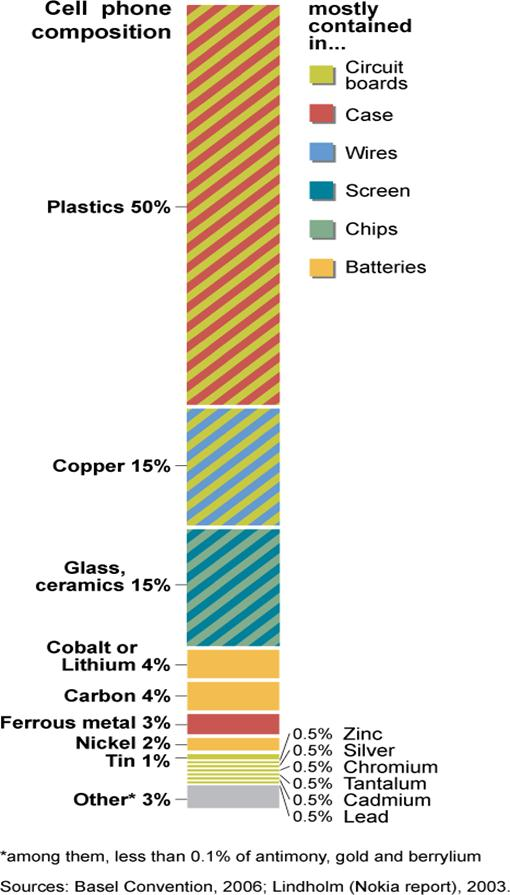 Cell phone
composition
mostly
contained
in...
Circuit
boards
Case
Wires
Screen
Chips
Batteries
Plastics 50%
Copper 15%
Glass,
ceramics 15%
Cobalt or
Lithium 4%
Carbon 4%
Ferrous metal 3%
Nickel 2%
Tin 1%
0.5% Zinc
0.5% Silver
0.5% Chromium
0.5% Tantalum
0.5% Cadmium
0.5% Lead
Other* 3%
*among them, less than 0.1% of antimony, gold and berrylium
Sources: Basel Convention, 2006; Lindholm (Nokia report), 2003.